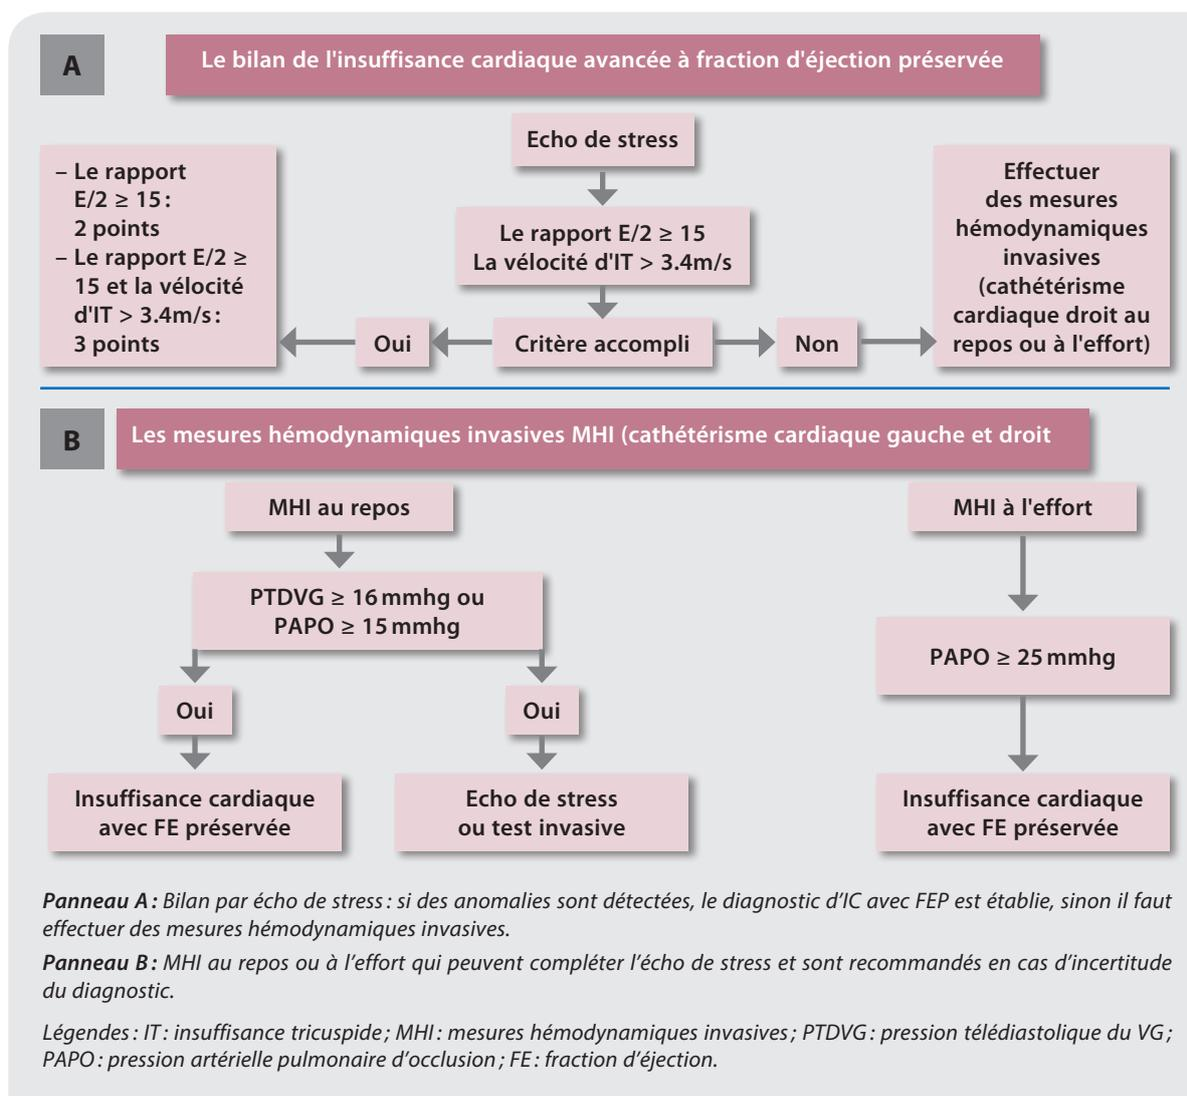 A
Le bilan de l'insuffisance cardiaque avancée à fraction d'éjection préservée
Echo de stress
– Le rapport
E/2 ≥ 15 :
2 points
– Le rapport E/2 ≥
15 et la vélocité
d'IT > 3.4m/s :
3 points
Le rapport E/2 ≥ 15
La vélocité d'IT > 3.4m/s
Effectuer
des mesures
hémodynamiques
invasives
(cathétérisme
cardiaque droit au
repos ou à l'effort)
Oui
Critère accompli
Non
B
Les mesures hémodynamiques invasives MHI (cathétérisme cardiaque gauche et droit
MHI au repos
MHI à l'effort
PTDVG ≥ 16 mmhg ou
PAPO ≥ 15 mmhg
PAPO ≥ 25 mmhg
Oui
Oui
Insuffisance cardiaque
avec FE préservée
Echo de stress
ou test invasive
Insuffisance cardiaque
avec FE préservée
Panneau A : Bilan par écho de stress : si des anomalies sont détectées, le diagnostic d’IC avec FEP est établie, sinon il faut
effectuer des mesures hémodynamiques invasives.
Panneau B : MHI au repos ou à l’effort qui peuvent compléter l’écho de stress et sont recommandés en cas d’incertitude
du diagnostic.
Légendes : IT : insuffisance tricuspide ; MHI : mesures hémodynamiques invasives ; PTDVG : pression télédiastolique du VG ;
PAPO : pression artérielle pulmonaire d’occlusion ; FE : fraction d’éjection.